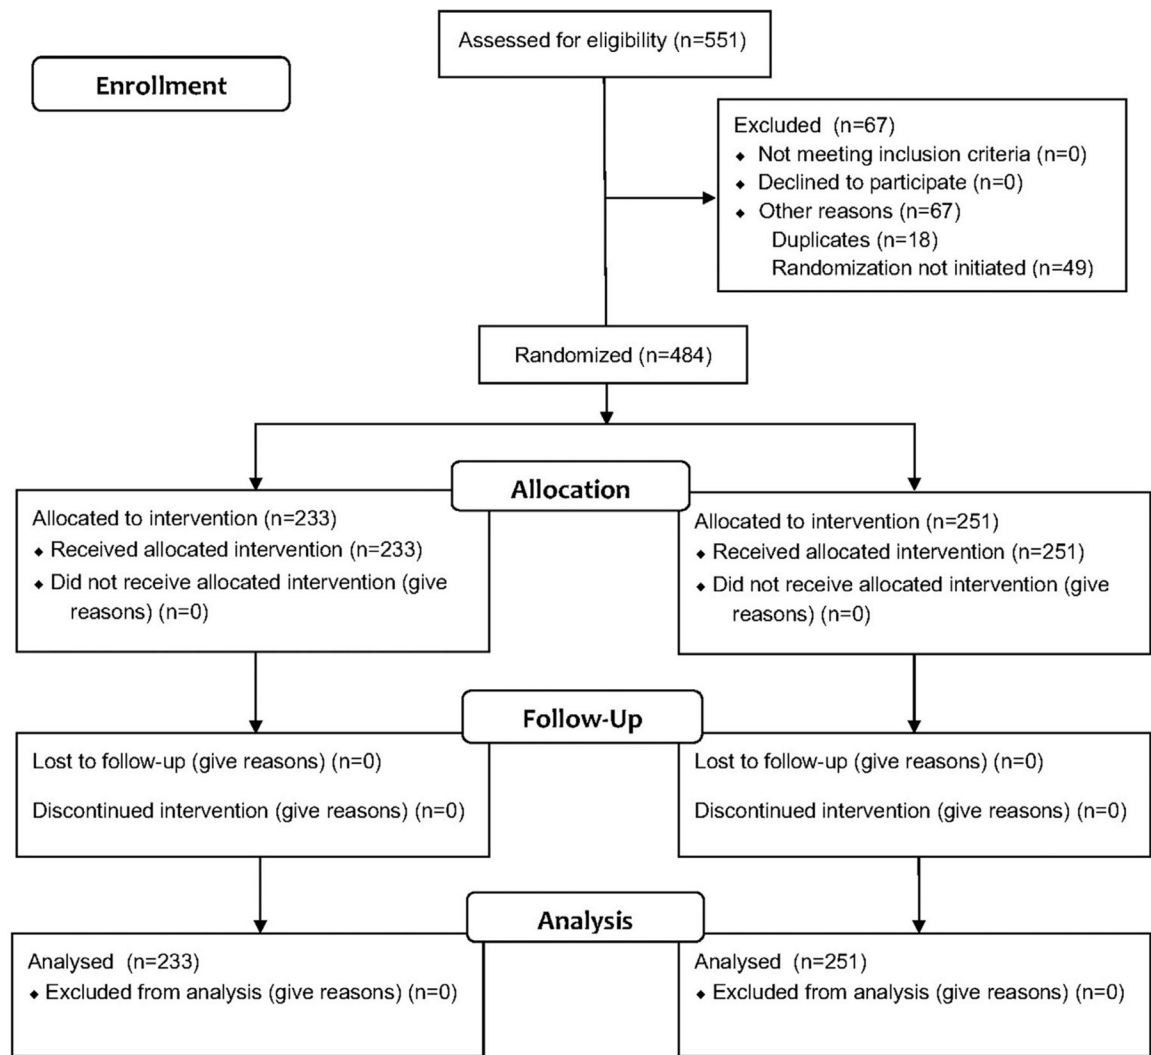 Assessed for eligibility (n=551)
Enrollment
Excluded (n=67)
◆ Not meeting inclusion criteria (n=0)
◆ Declined to participate (n=0)
◆ Other reasons (n=67)
Duplicates (n=18)
Randomization not initiated (n=49)
Randomized (n=484)
Allocation
Allocated to intervention (n=233)
◆ Received allocated intervention (n=233)
◆ Did not receive allocated intervention (give
reasons) (n=0)
Allocated to intervention (n=251)
◆ Received allocated intervention (n=251)
◆ Did not receive allocated intervention (give
reasons) (n=0)
Follow-Up
Lost to follow-up (give reasons) (n=0)
Discontinued intervention (give reasons) (n=0)
Lost to follow-up (give reasons) (n=0)
Discontinued intervention (give reasons) (n=0)
Analysis
Analysed (n=233)
◆ Excluded from analysis (give reasons) (n=0)
Analysed (n=251)
◆ Excluded from analysis (give reasons) (n=0)